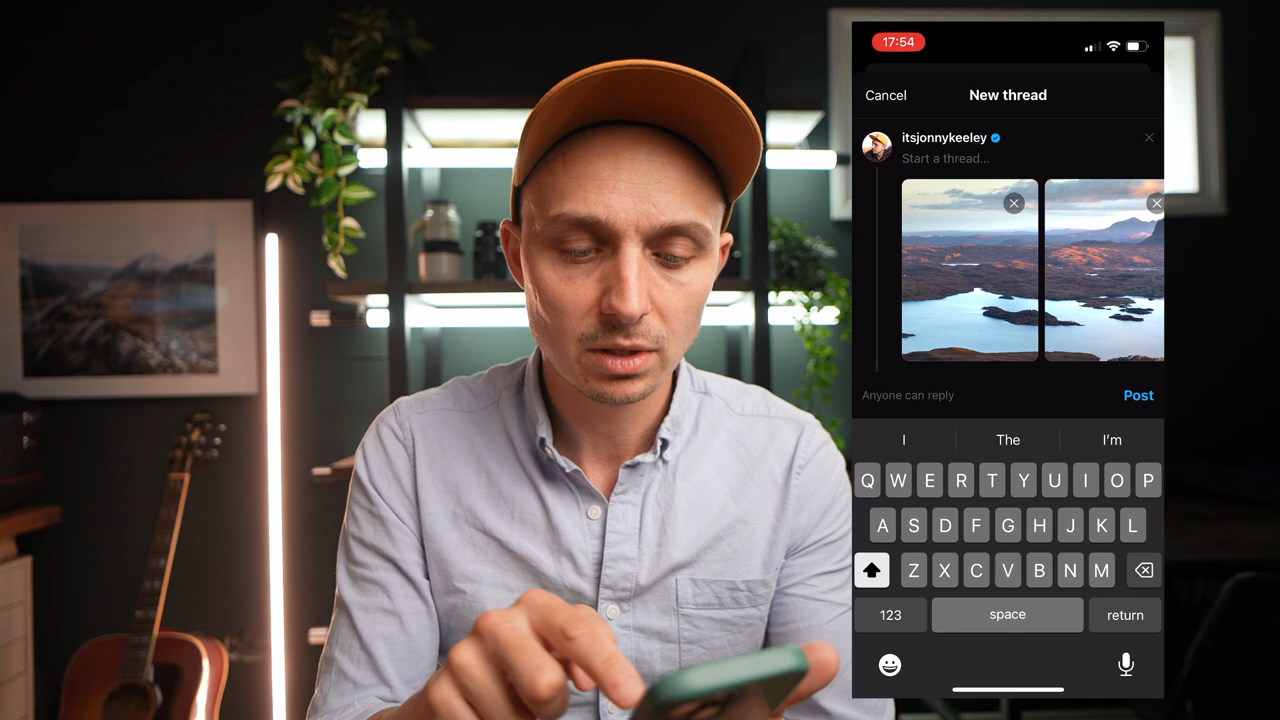 17:54
Cancel New thread
itsjonnykeeley
Start a thread...
Anyone can reply Post
I The I'm
Q W E R T Y U I O P
A S D F G H J K L
Z X C V B N M
123 space return